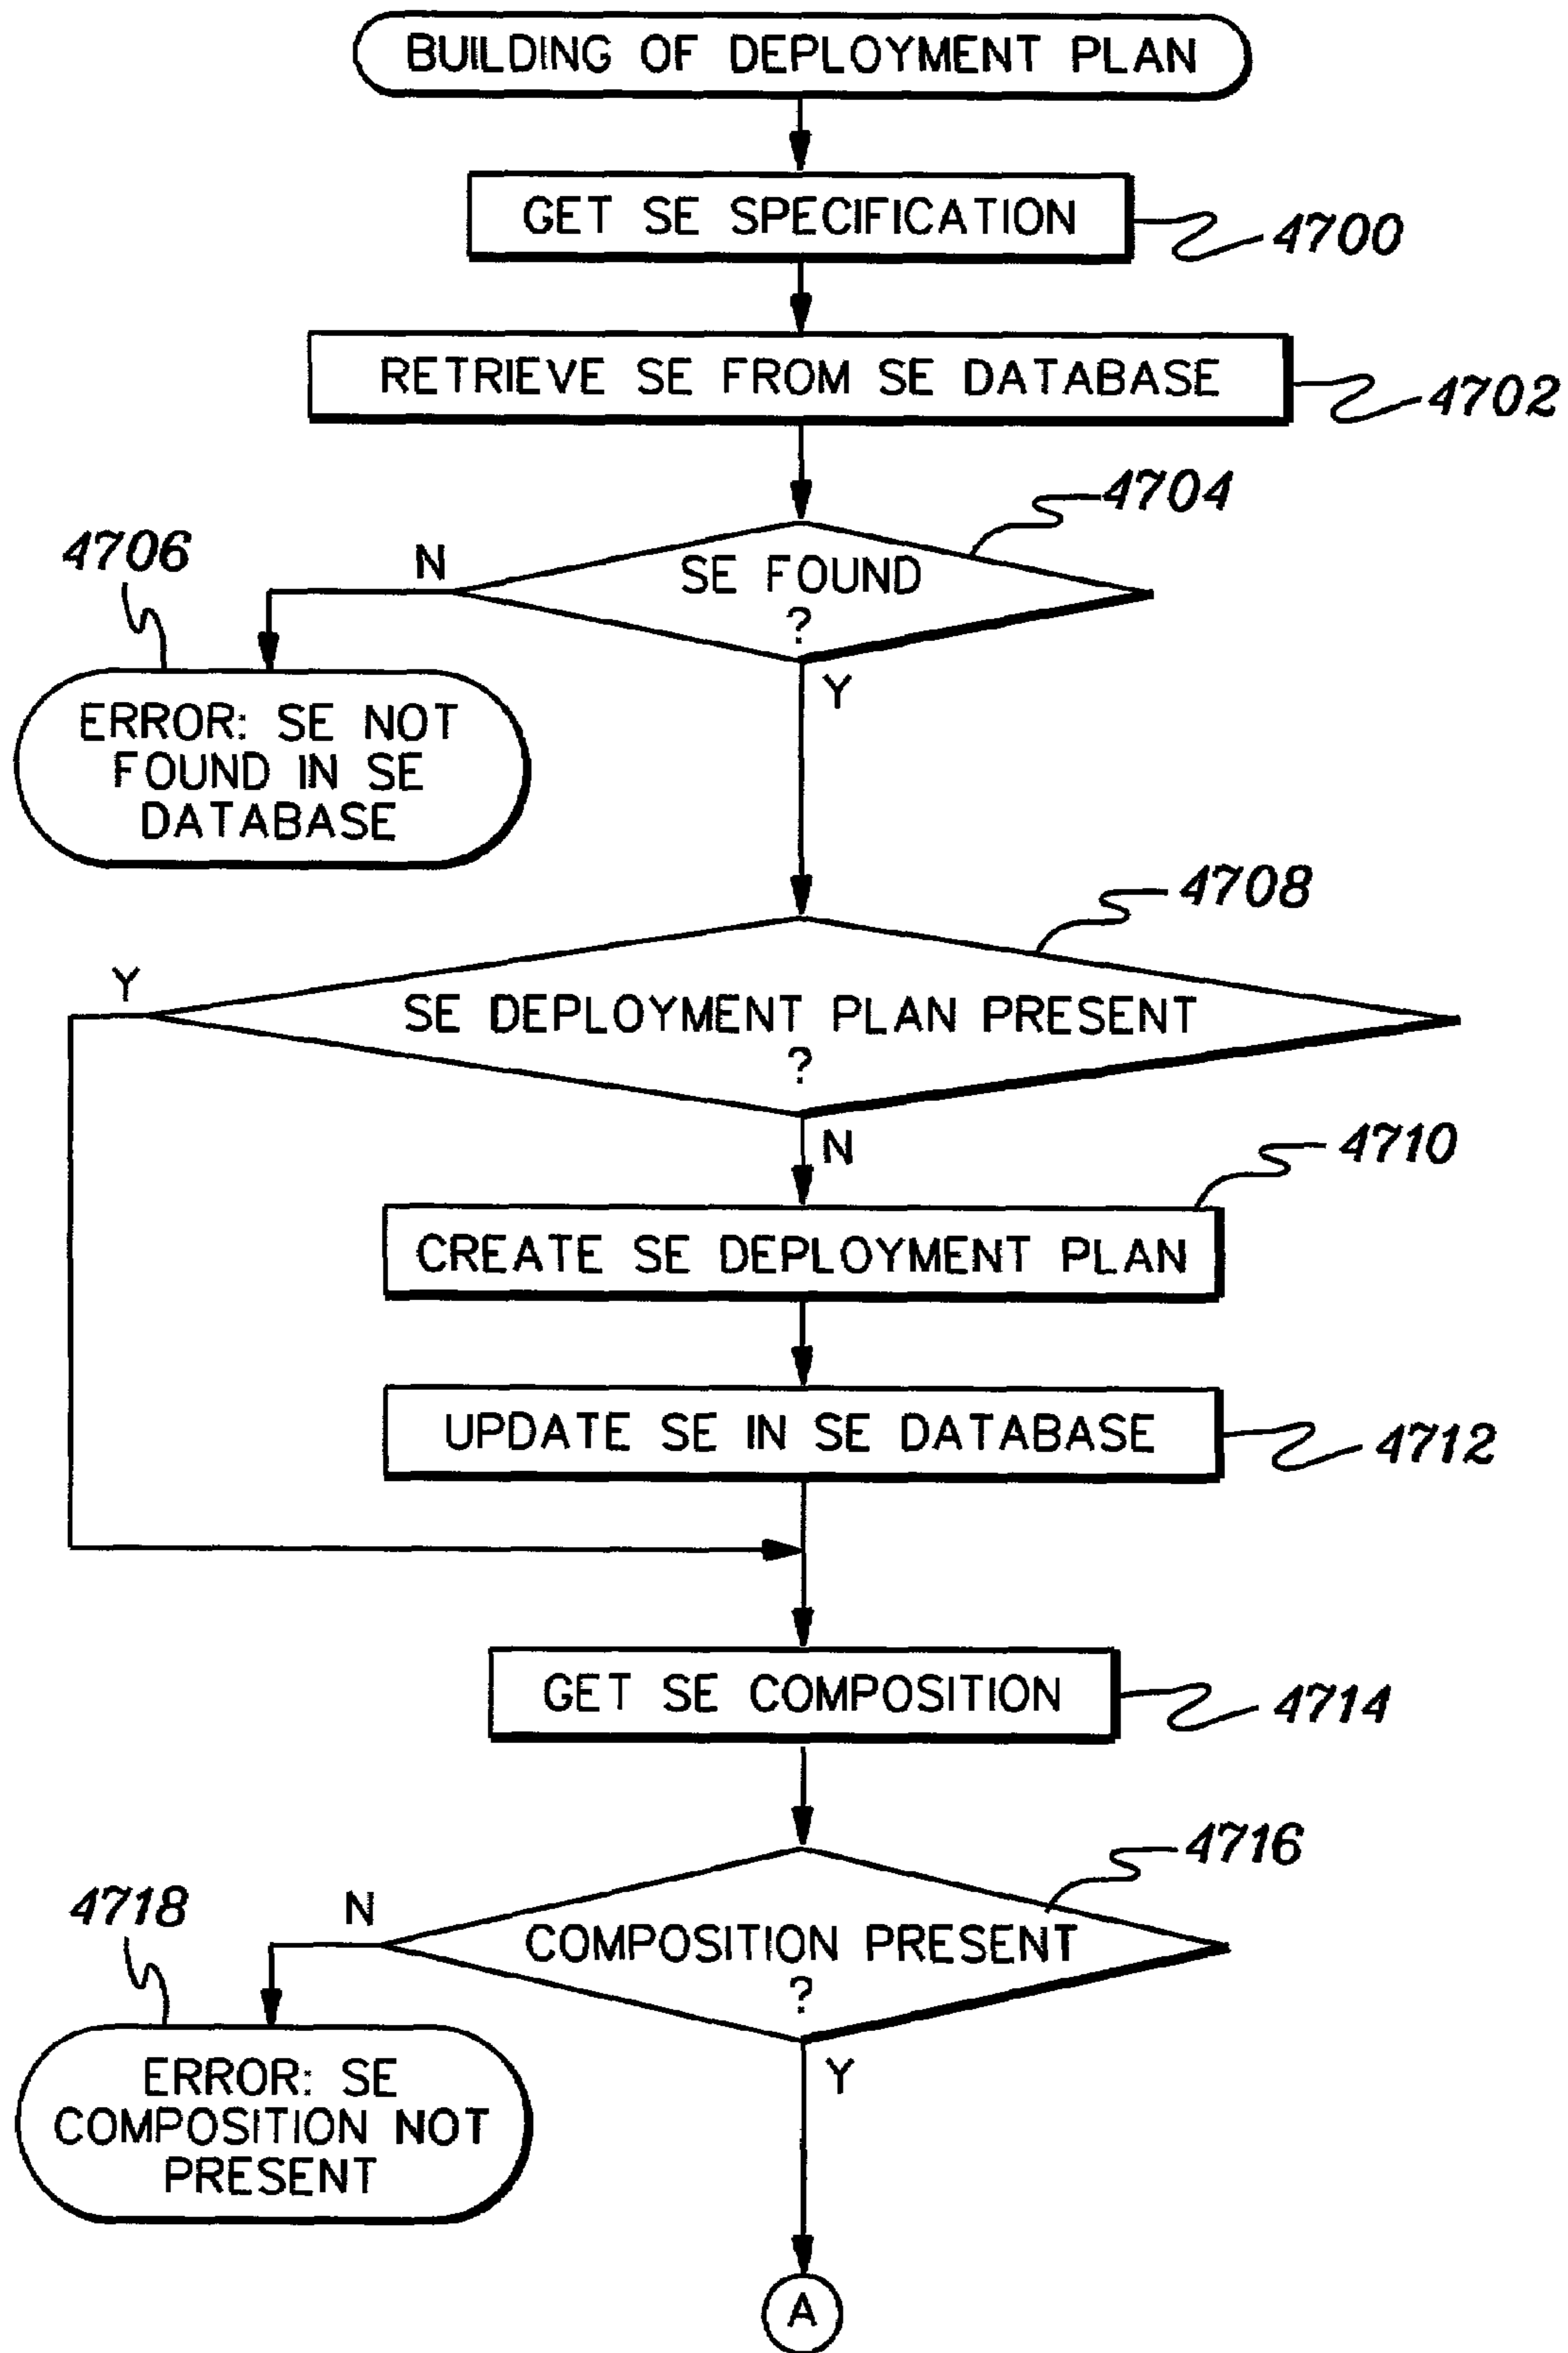 BUILDING OF DEPLOYMENT PLAN
GET SE SPECIFICATION
4700
RETRIEVE SE FROM SE DATABASE
4702
4704
SE FOUND
?
N
Y
4706
ERROR: SE NOT
FOUND IN SE
DATABASE
4708
SE DEPLOYMENT PLAN PRESENT
?
Y
N
4710
CREATE SE DEPLOYMENT PLAN
UPDATE SE IN SE DATABASE
4712
GET SE COMPOSITION
4714
4716
COMPOSITION PRESENT
?
N
Y
4718
ERROR: SE
COMPOSITION NOT
PRESENT
A